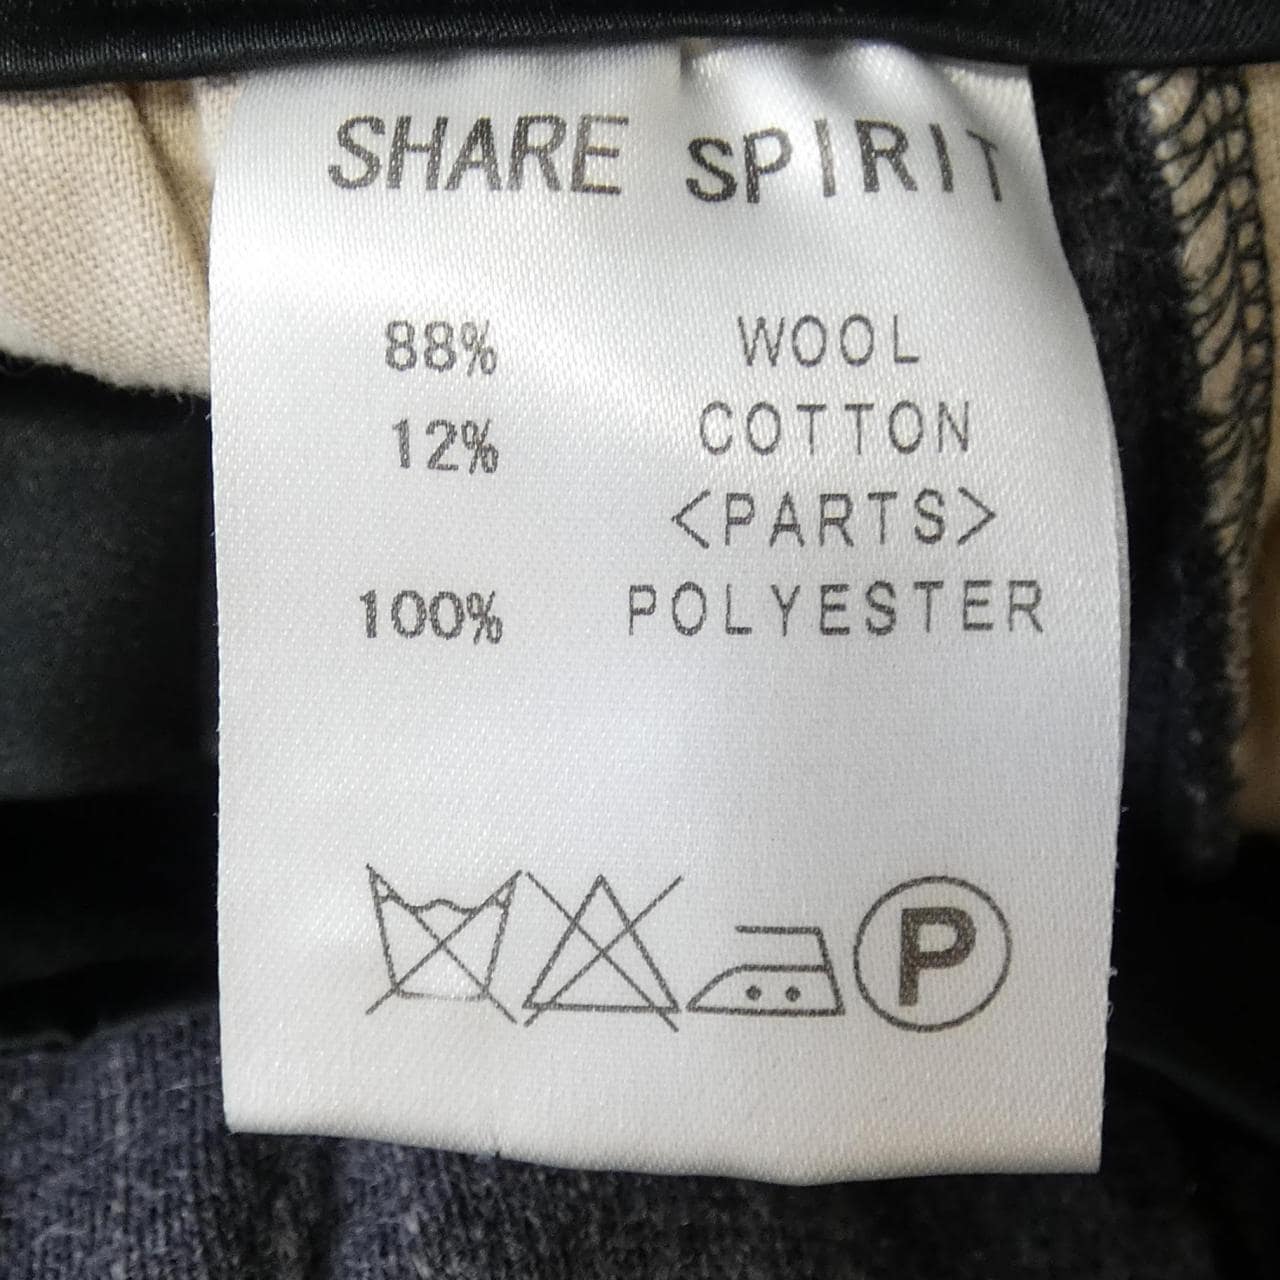 SHARE SPIRIT
88% WOOL
12% COTTON
<PARTS>
100% POLYESTER
P